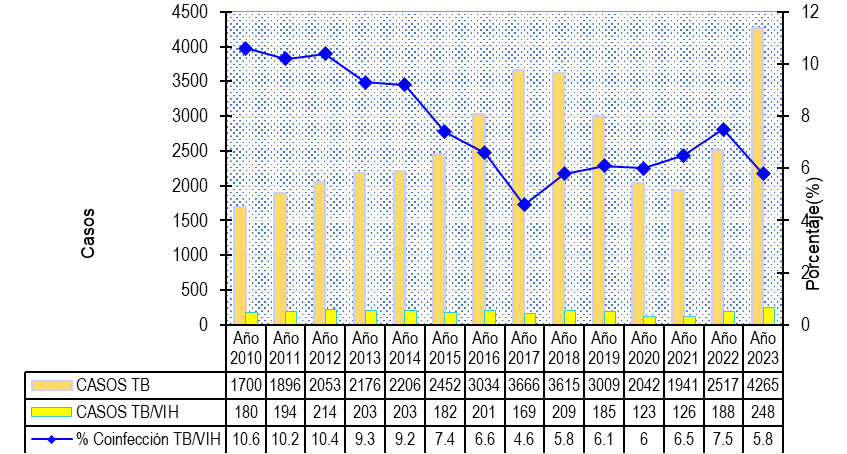 4500
4000
3500
3000
2500
2000
1500
1000
500
0
Casos
12
10
8
6
4
2
0
Porcentaje(%)
Año 2010 Año 2011 Año 2012 Año 2013 Año 2014 Año 2015 Año 2016 Año 2017 Año 2018 Año 2019 Año 2020 Año 2021 Año 2022 Año 2023
CASOS TB 1700 1896 2053 2176 2206 2452 3034 3666 3615 3009 2042 1941 2517 4265
CASOS TB/VIH 180 194 214 203 203 182 201 169 209 185 123 126 188 248
% Coinfección TB/VIH 10.6 10.2 10.4 9.3 9.2 7.4 6.6 4.6 5.8 6.1 6 6.5 7.5 5.8